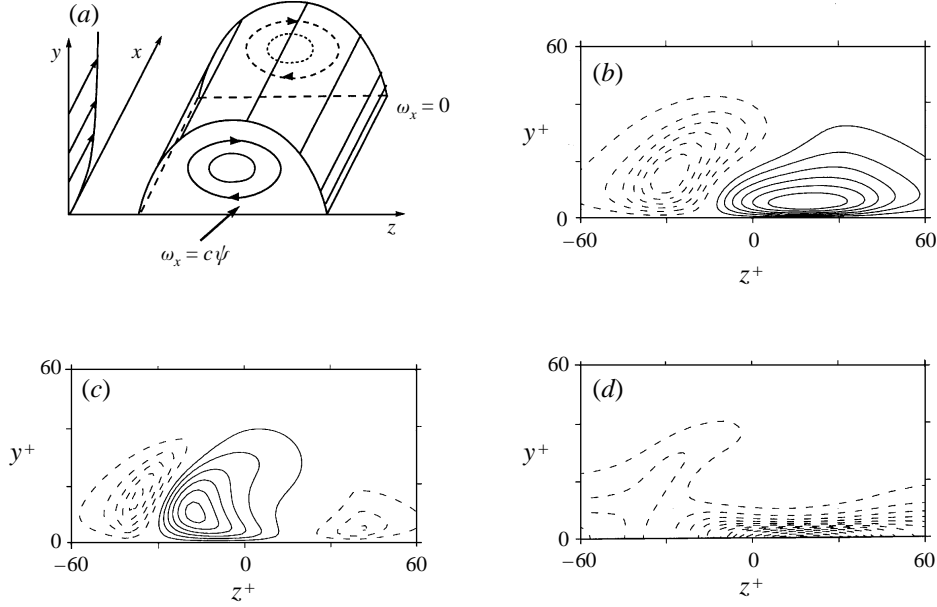 (a)
y
x
ωₓ = 0
z
ωₓ = cψ
(b)
60
y⁺
0
−60 0 60
z⁺
(c)
60
y⁺
0
−60 0 60
z⁺
(d)
60
y⁺
0
−60 0 60
z⁺